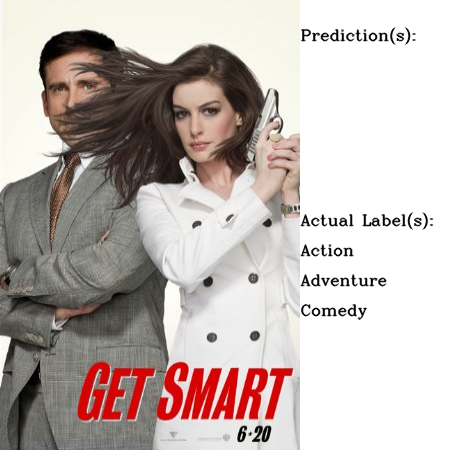 Prediction(s):
Actual Label(s):
Action
Adventure
Comedy
GET SMART
6•20